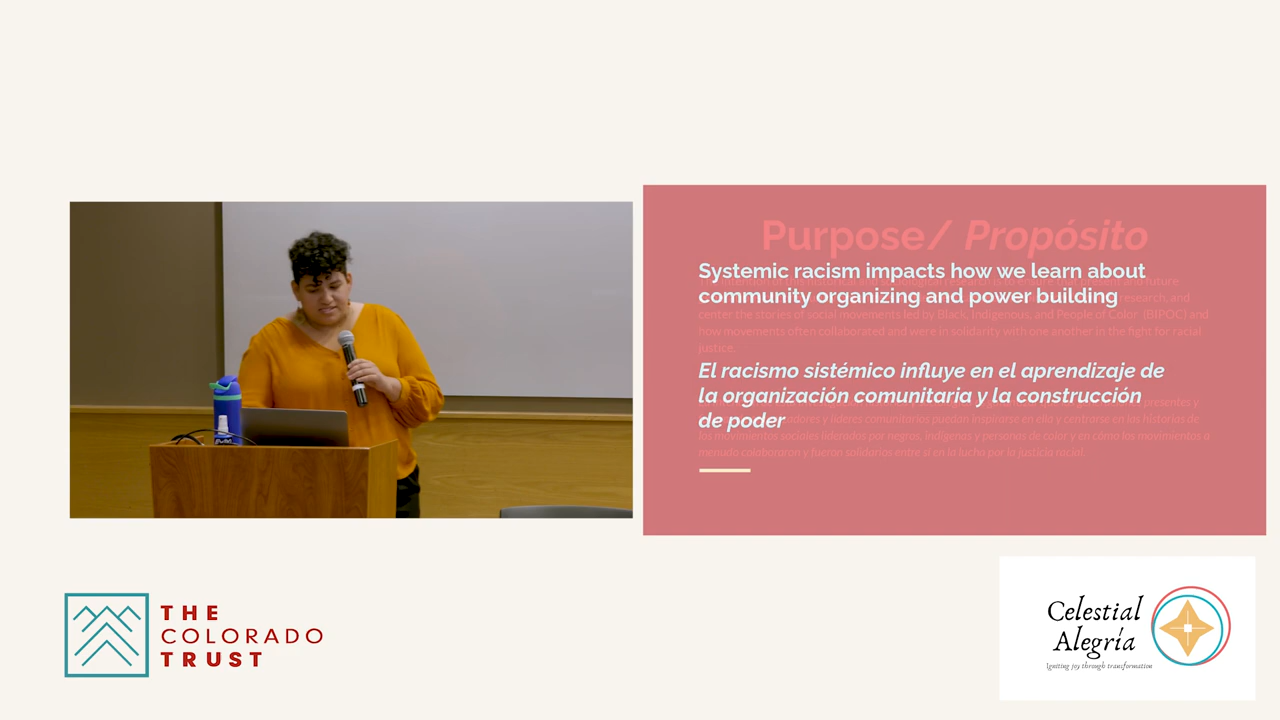 Purpose/ Propósito
Systemic racism impacts how we learn about
community organizing and power building
research, and
center the stories of social movements led by Black, Indigenous, and People of Color (BIPOC) and
how movements often collaborated and were in solidarity with one another in the fight for racial
justice.
El racismo sistémico influye en el aprendizaje de
la organización comunitaria y la construcción
de poder
presentes y
y líderes comunitarios puedan inspirarse en ello y centrarse en las historias de
los movimientos sociales liderados por negros, indígenas y personas de color y en cómo los movimientos a
menudo colaboraron y fueron solidarios entre sí en la lucha por la justicia racial.
THE
COLORADO
TRUST
Celestial
Alegría
Igniting joy through transformation